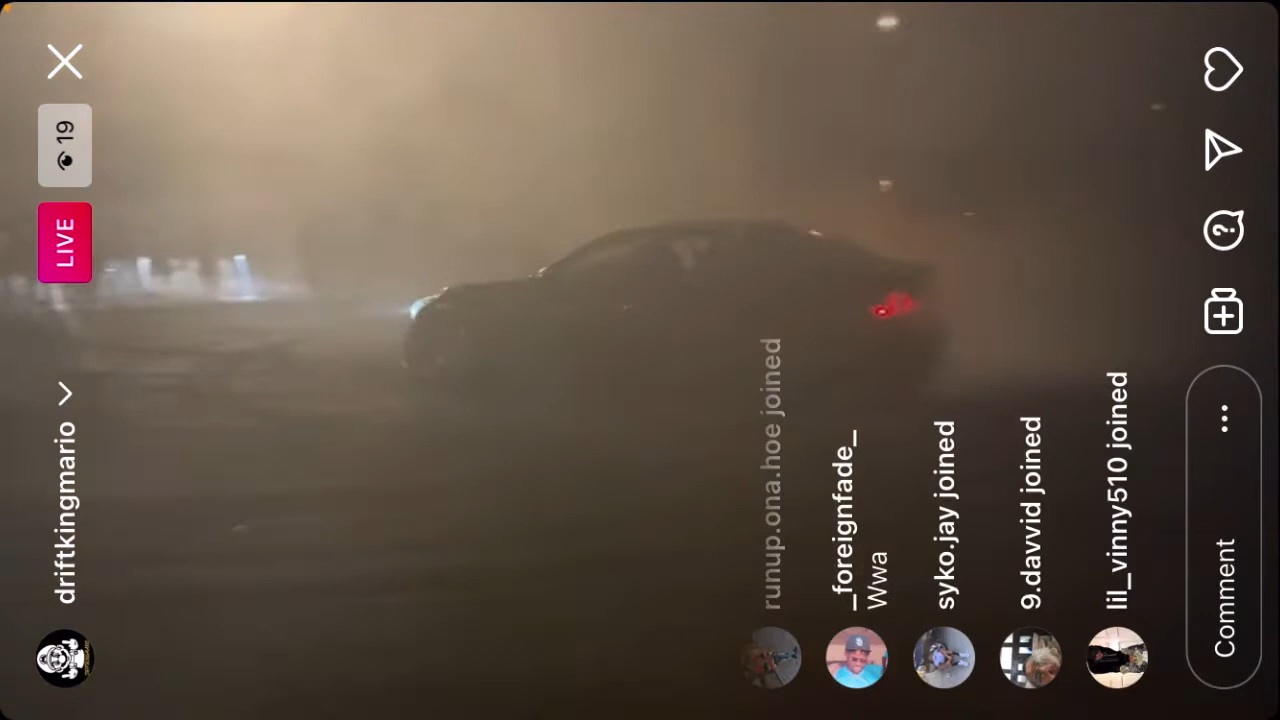 driftkingmario
LIVE
19
runup.ona.hoe joined
_foreignfade_
Wwa
syko.jay joined
9.davvid joined
lil_vinny510 joined
Comment